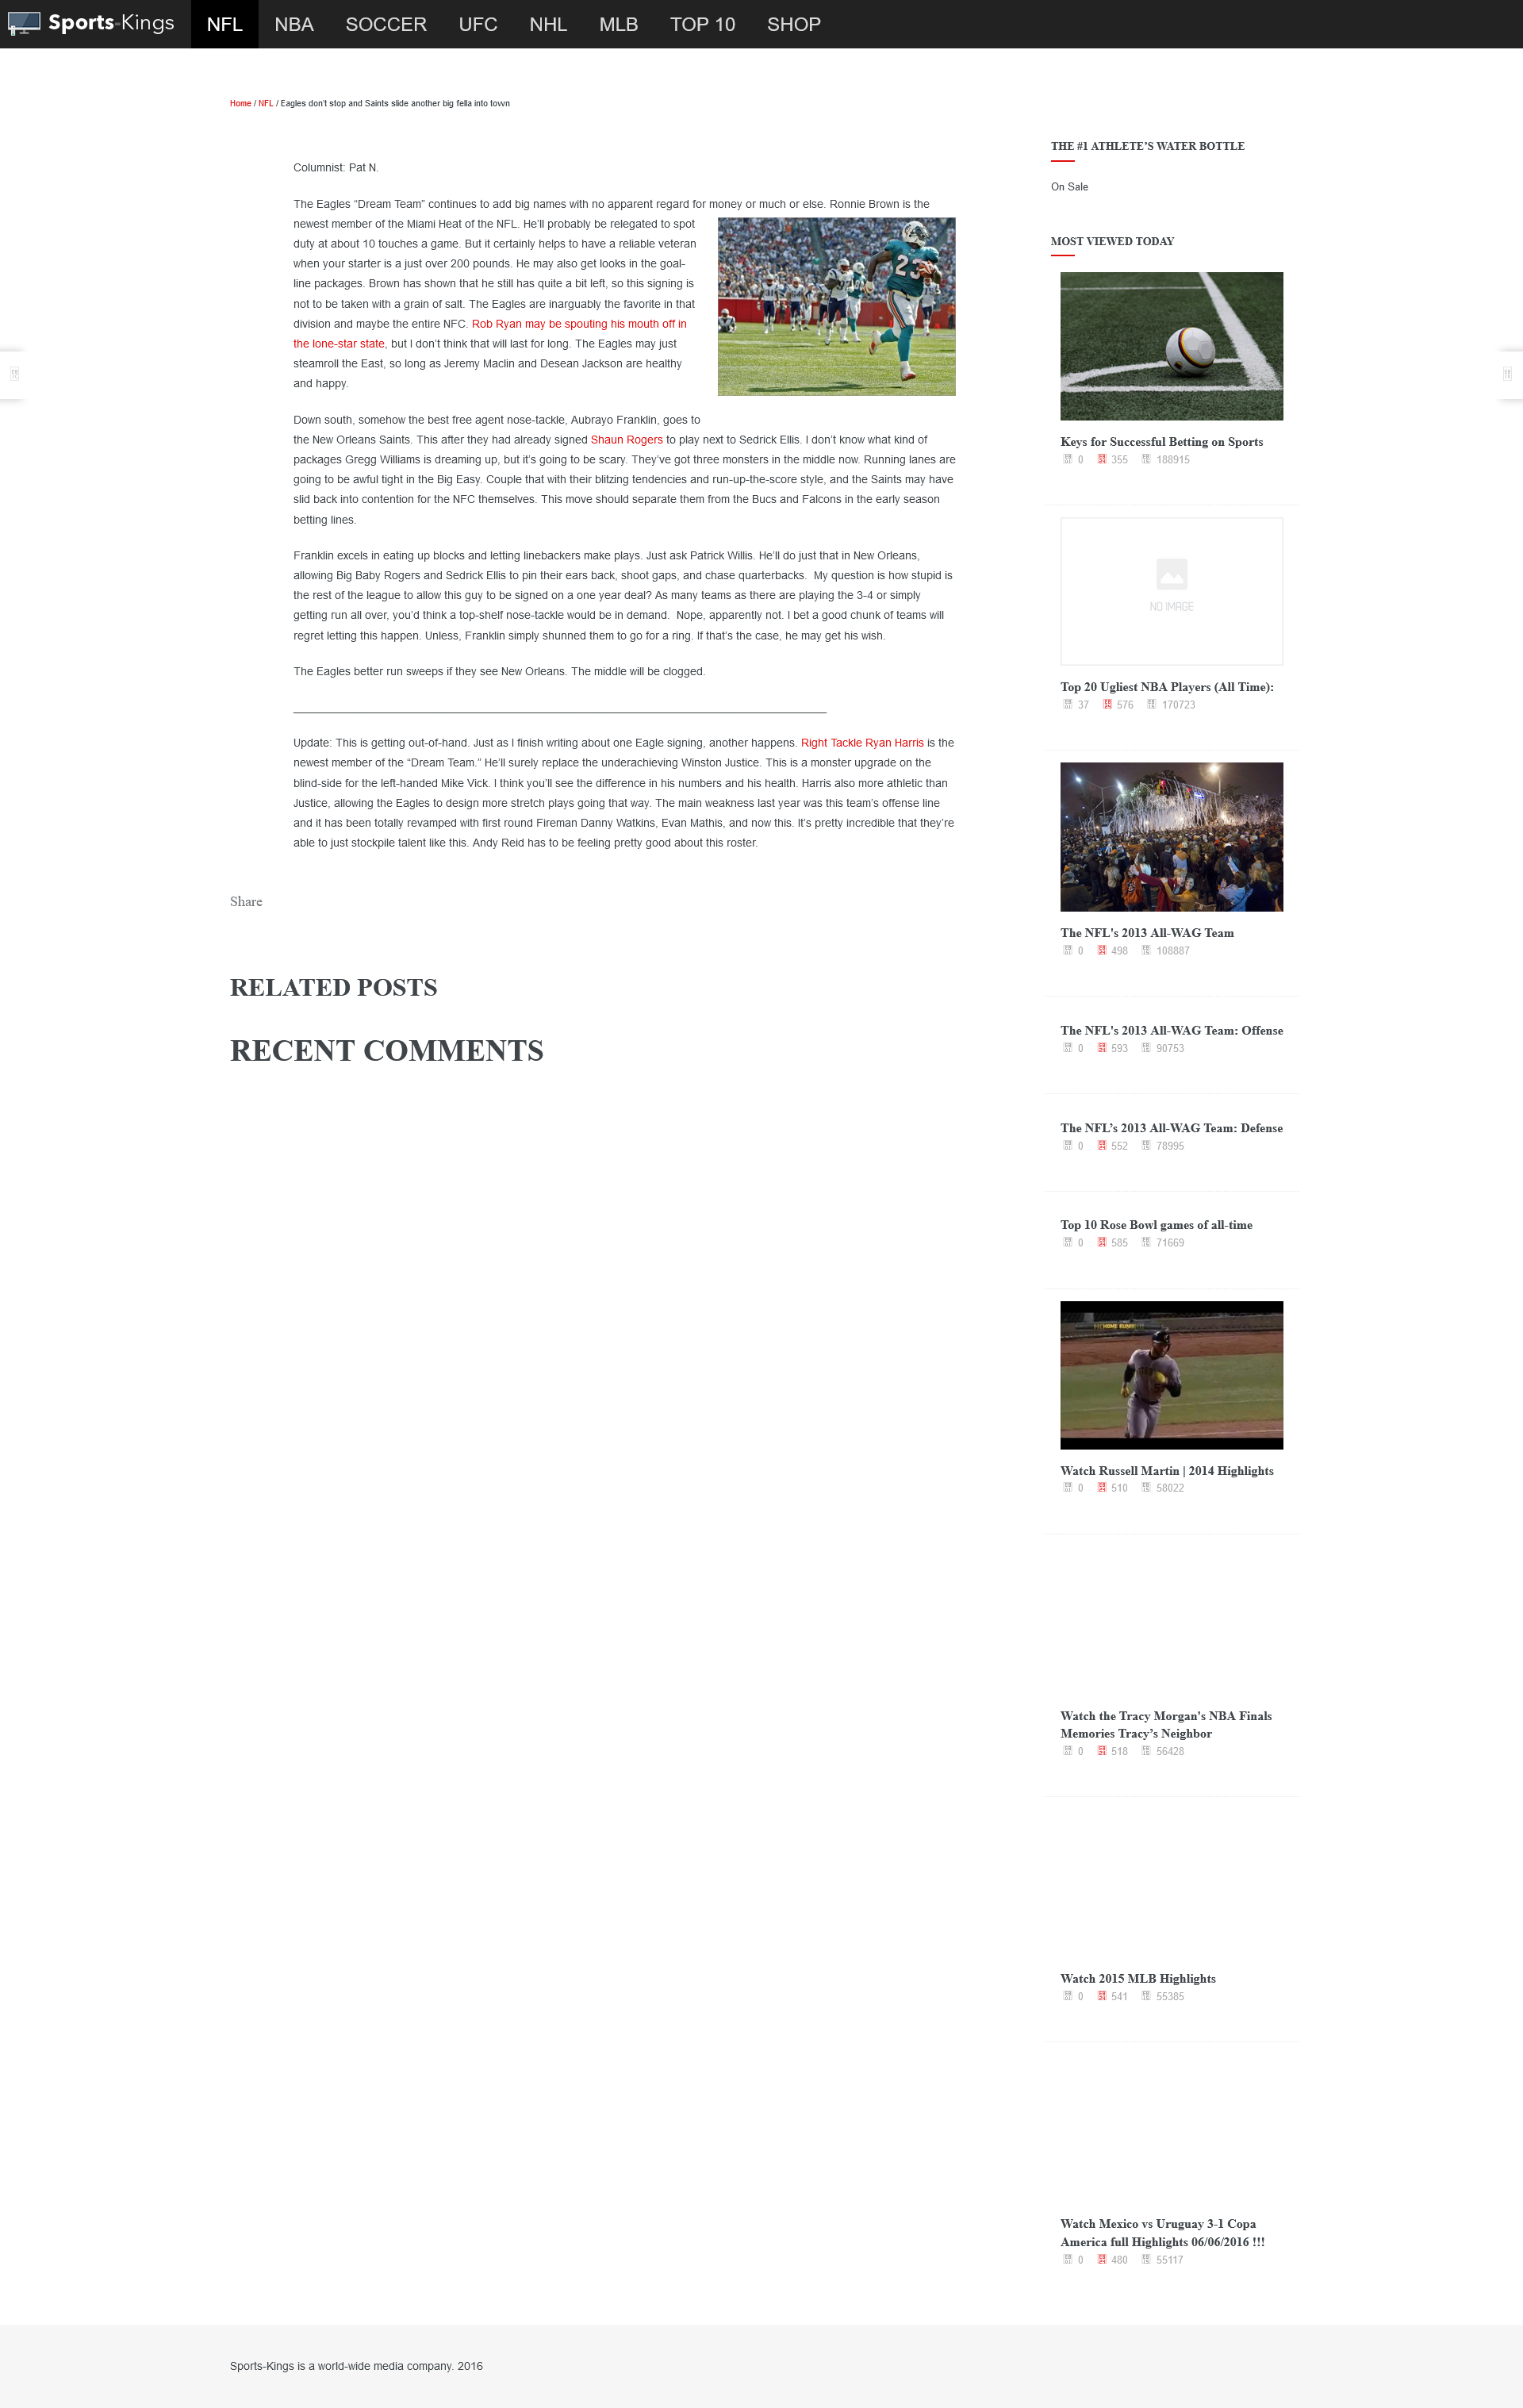 Sports-Kings
NFL NBA SOCCER UFC NHL MLB TOP 10 SHOP
Home / NFL / Eagles don't stop and Saints slide another big fella into town
Columnist: Pat N.
The Eagles “Dream Team” continues to add big names with no apparent regard for money or much or else. Ronnie Brown is the
newest member of the Miami Heat of the NFL. He’ll probably be relegated to spot
duty at about 10 touches a game. But it certainly helps to have a reliable veteran
when your starter is a just over 200 pounds. He may also get looks in the goal-
line packages. Brown has shown that he still has quite a bit left, so this signing is
not to be taken with a grain of salt. The Eagles are inarguably the favorite in that
division and maybe the entire NFC. Rob Ryan may be spouting his mouth off in
the lone-star state, but I don’t think that will last for long. The Eagles may just
steamroll the East, so long as Jeremy Maclin and Desean Jackson are healthy
and happy.
23
Down south, somehow the best free agent nose-tackle, Aubrayo Franklin, goes to
the New Orleans Saints. This after they had already signed Shaun Rogers to play next to Sedrick Ellis. I don’t know what kind of
packages Gregg Williams is dreaming up, but it’s going to be scary. They’ve got three monsters in the middle now. Running lanes are
going to be awful tight in the Big Easy. Couple that with their blitzing tendencies and run-up-the-score style, and the Saints may have
slid back into contention for the NFC themselves. This move should separate them from the Bucs and Falcons in the early season
betting lines.
Franklin excels in eating up blocks and letting linebackers make plays. Just ask Patrick Willis. He’ll do just that in New Orleans,
allowing Big Baby Rogers and Sedrick Ellis to pin their ears back, shoot gaps, and chase quarterbacks.  My question is how stupid is
the rest of the league to allow this guy to be signed on a one year deal? As many teams as there are playing the 3-4 or simply
getting run all over, you’d think a top-shelf nose-tackle would be in demand.  Nope, apparently not. I bet a good chunk of teams will
regret letting this happen. Unless, Franklin simply shunned them to go for a ring. If that’s the case, he may get his wish.
The Eagles better run sweeps if they see New Orleans. The middle will be clogged.
Update: This is getting out-of-hand. Just as I finish writing about one Eagle signing, another happens. Right Tackle Ryan Harris is the
newest member of the “Dream Team.” He’ll surely replace the underachieving Winston Justice. This is a monster upgrade on the
blind-side for the left-handed Mike Vick. I think you’ll see the difference in his numbers and his health. Harris also more athletic than
Justice, allowing the Eagles to design more stretch plays going that way. The main weakness last year was this team’s offense line
and it has been totally revamped with first round Fireman Danny Watkins, Evan Mathis, and now this. It’s pretty incredible that they’re
able to just stockpile talent like this. Andy Reid has to be feeling pretty good about this roster.
Share
RELATED POSTS
RECENT COMMENTS
THE #1 ATHLETE’S WATER BOTTLE
On Sale
MOST VIEWED TODAY
Keys for Successful Betting on Sports
0 355 188915
NO IMAGE
Top 20 Ugliest NBA Players (All Time):
37 576 170723
The NFL's 2013 All-WAG Team
0 498 108887
The NFL's 2013 All-WAG Team: Offense
0 593 90753
The NFL’s 2013 All-WAG Team: Defense
0 552 78995
Top 10 Rose Bowl games of all-time
0 585 71669
HOME RUN
Watch Russell Martin | 2014 Highlights
0 510 58022
Watch the Tracy Morgan's NBA Finals
Memories Tracy’s Neighbor
0 518 56428
Watch 2015 MLB Highlights
0 541 55385
Watch Mexico vs Uruguay 3-1 Copa
America full Highlights 06/06/2016 !!!
0 480 55117
Sports-Kings is a world-wide media company. 2016